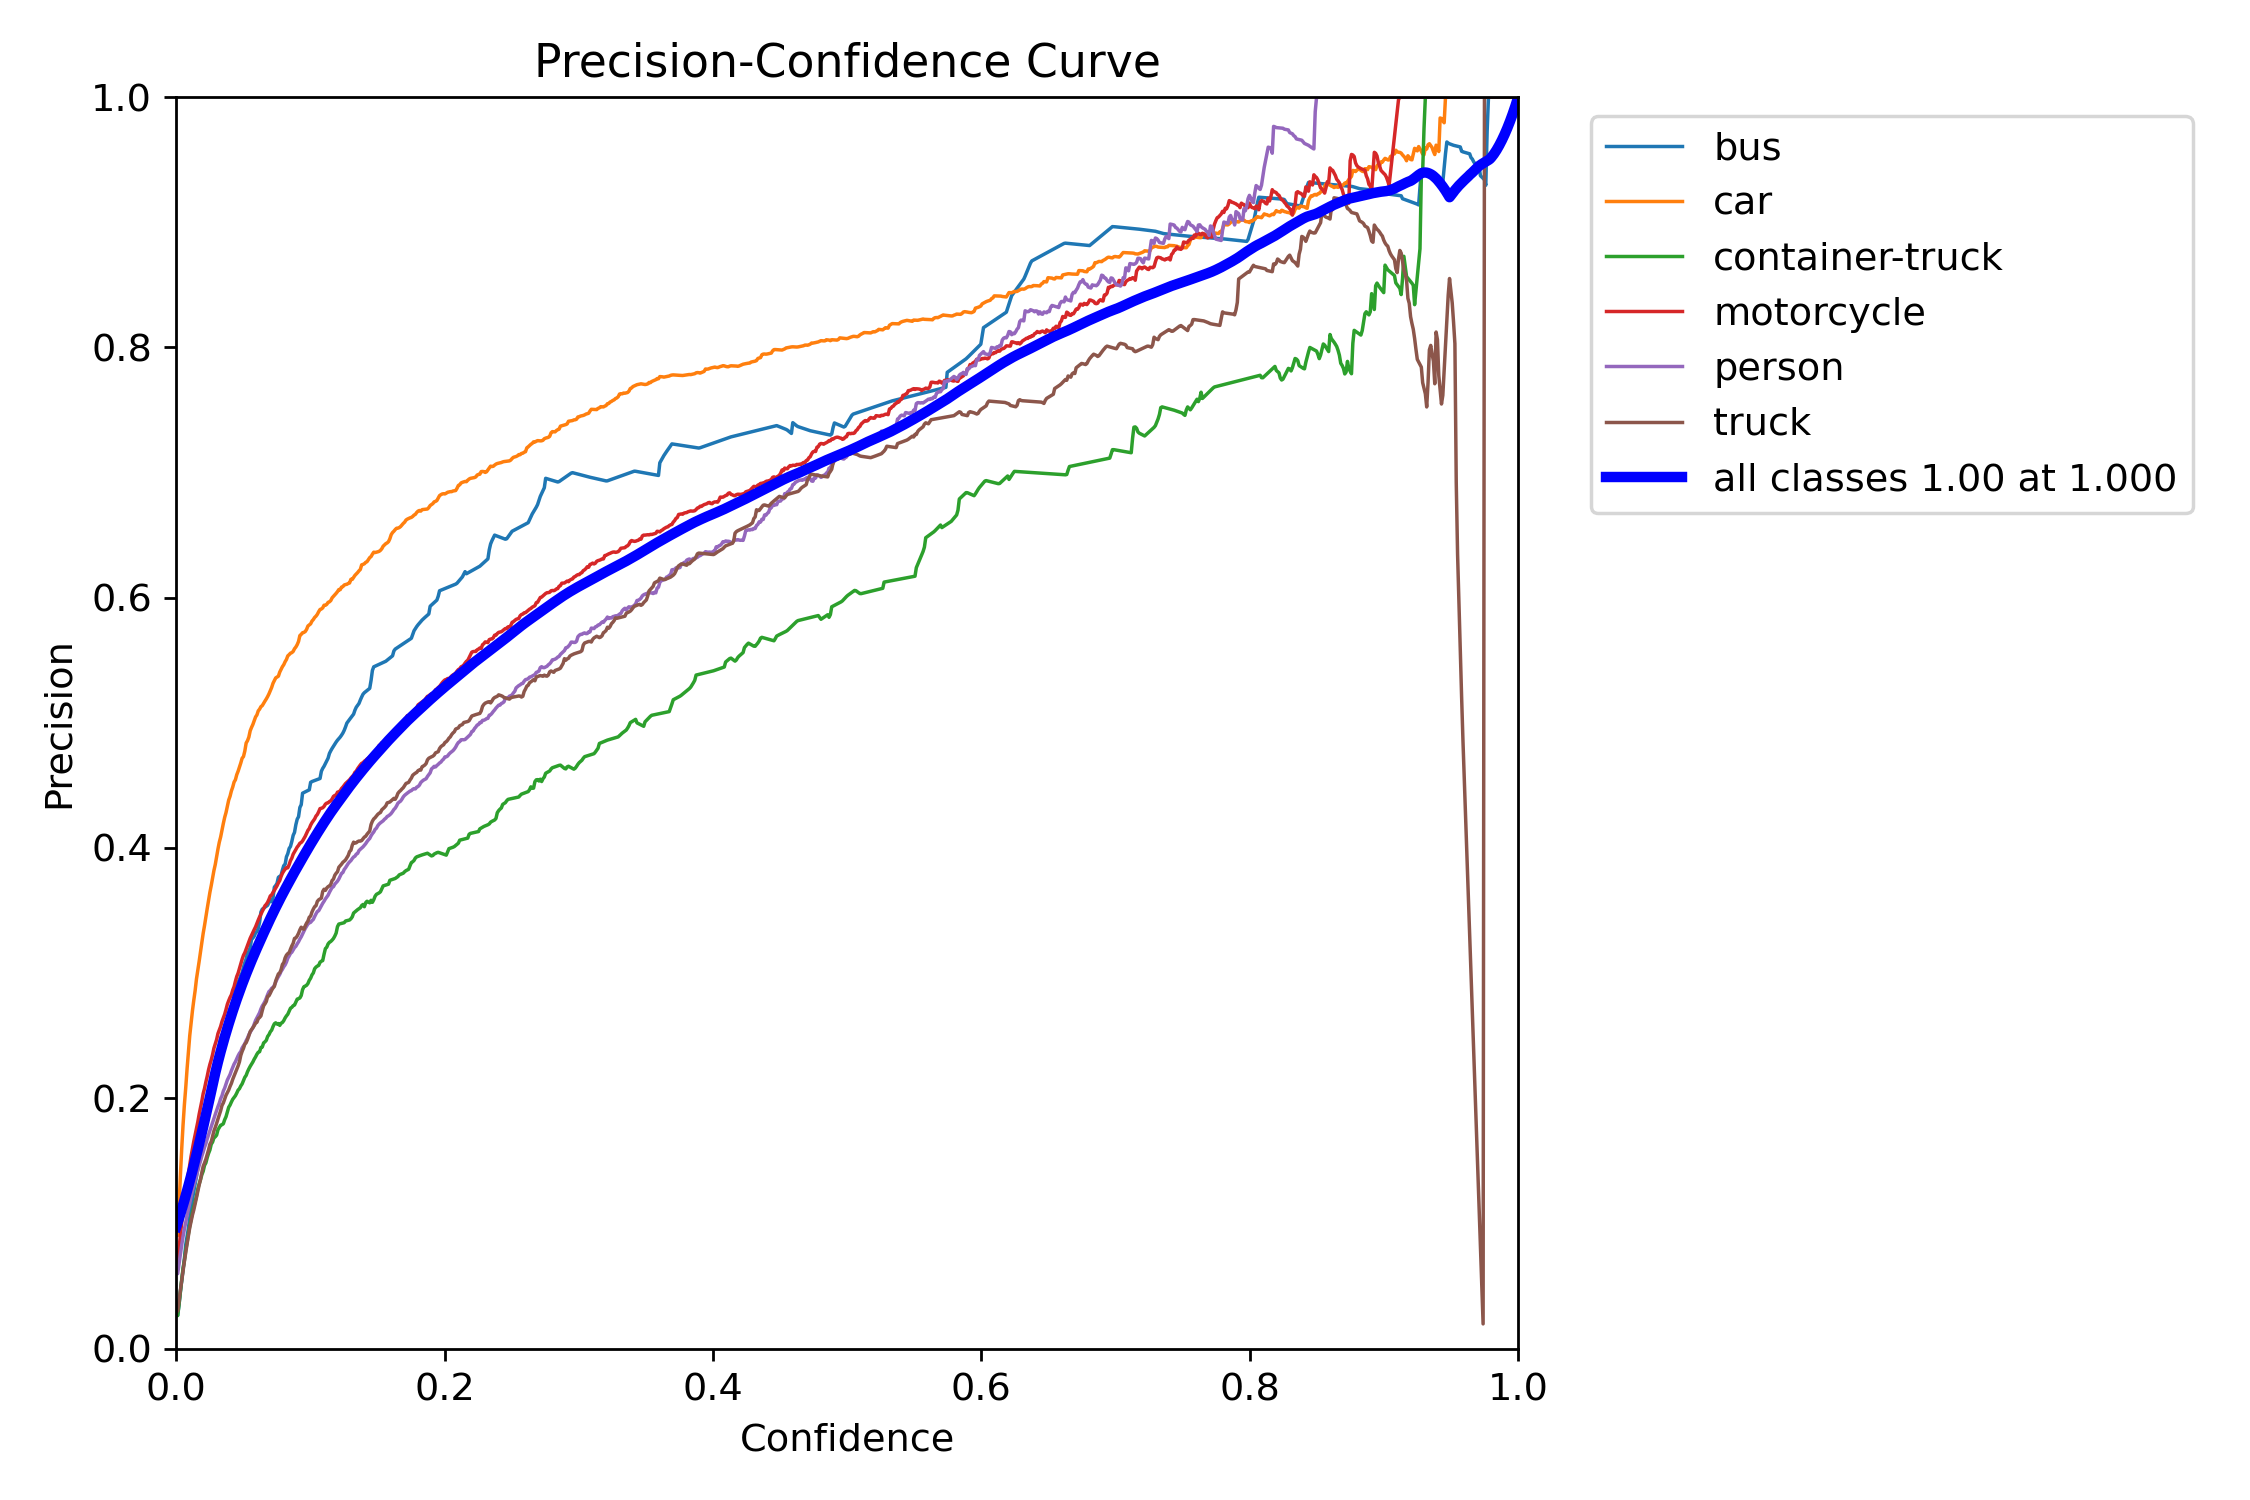 Precision-Confidence Curve
1.0
0.8
0.6
0.4
0.2
0.0
Precision
0.0 0.2 0.4 0.6 0.8 1.0
Confidence
bus
car
container-truck
motorcycle
person
truck
all classes 1.00 at 1.000